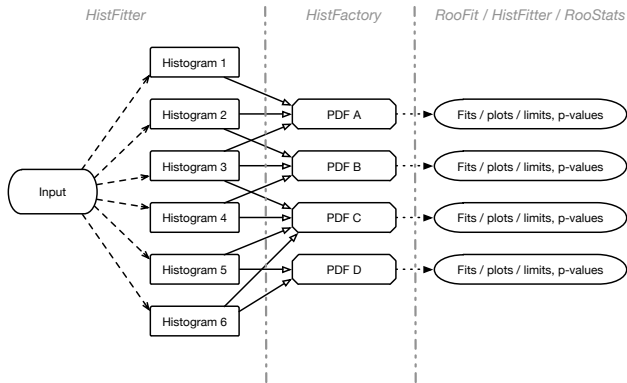 HistFitter
HistFactory
RooFit / HistFitter / RooStats
Histogram 1
Histogram 2
PDF A
Fits / plots / limits, p-values
Histogram 3
PDF B
Fits / plots / limits, p-values
Input
Histogram 4
PDF C
Fits / plots / limits, p-values
Histogram 5
PDF D
Fits / plots / limits, p-values
Histogram 6